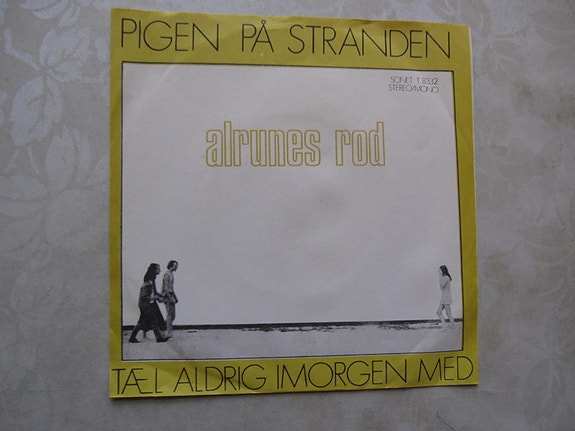 PIGEN PÅ STRANDEN
SONET T 8332
STEREO/MONO
alrunes rod
TÆL ALDRIG IMORGEN MED